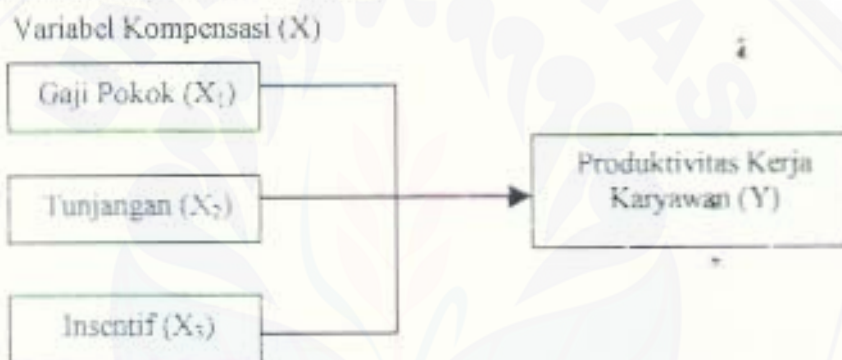 Variabel Kompensasi (X)
Gaji Pokok (X₁)
Tunjangan (X₂)
Insentif (X₃)
Produktivitas Kerja
Karyawan (Y)